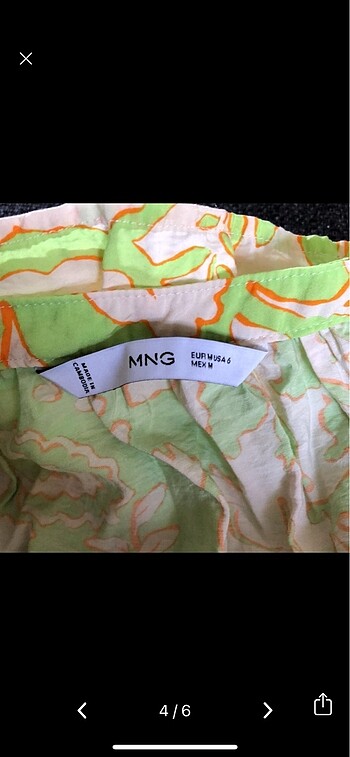 MADE IN
CAMBODIA
MNG
EUR M USA 6
MEX M
4 / 6